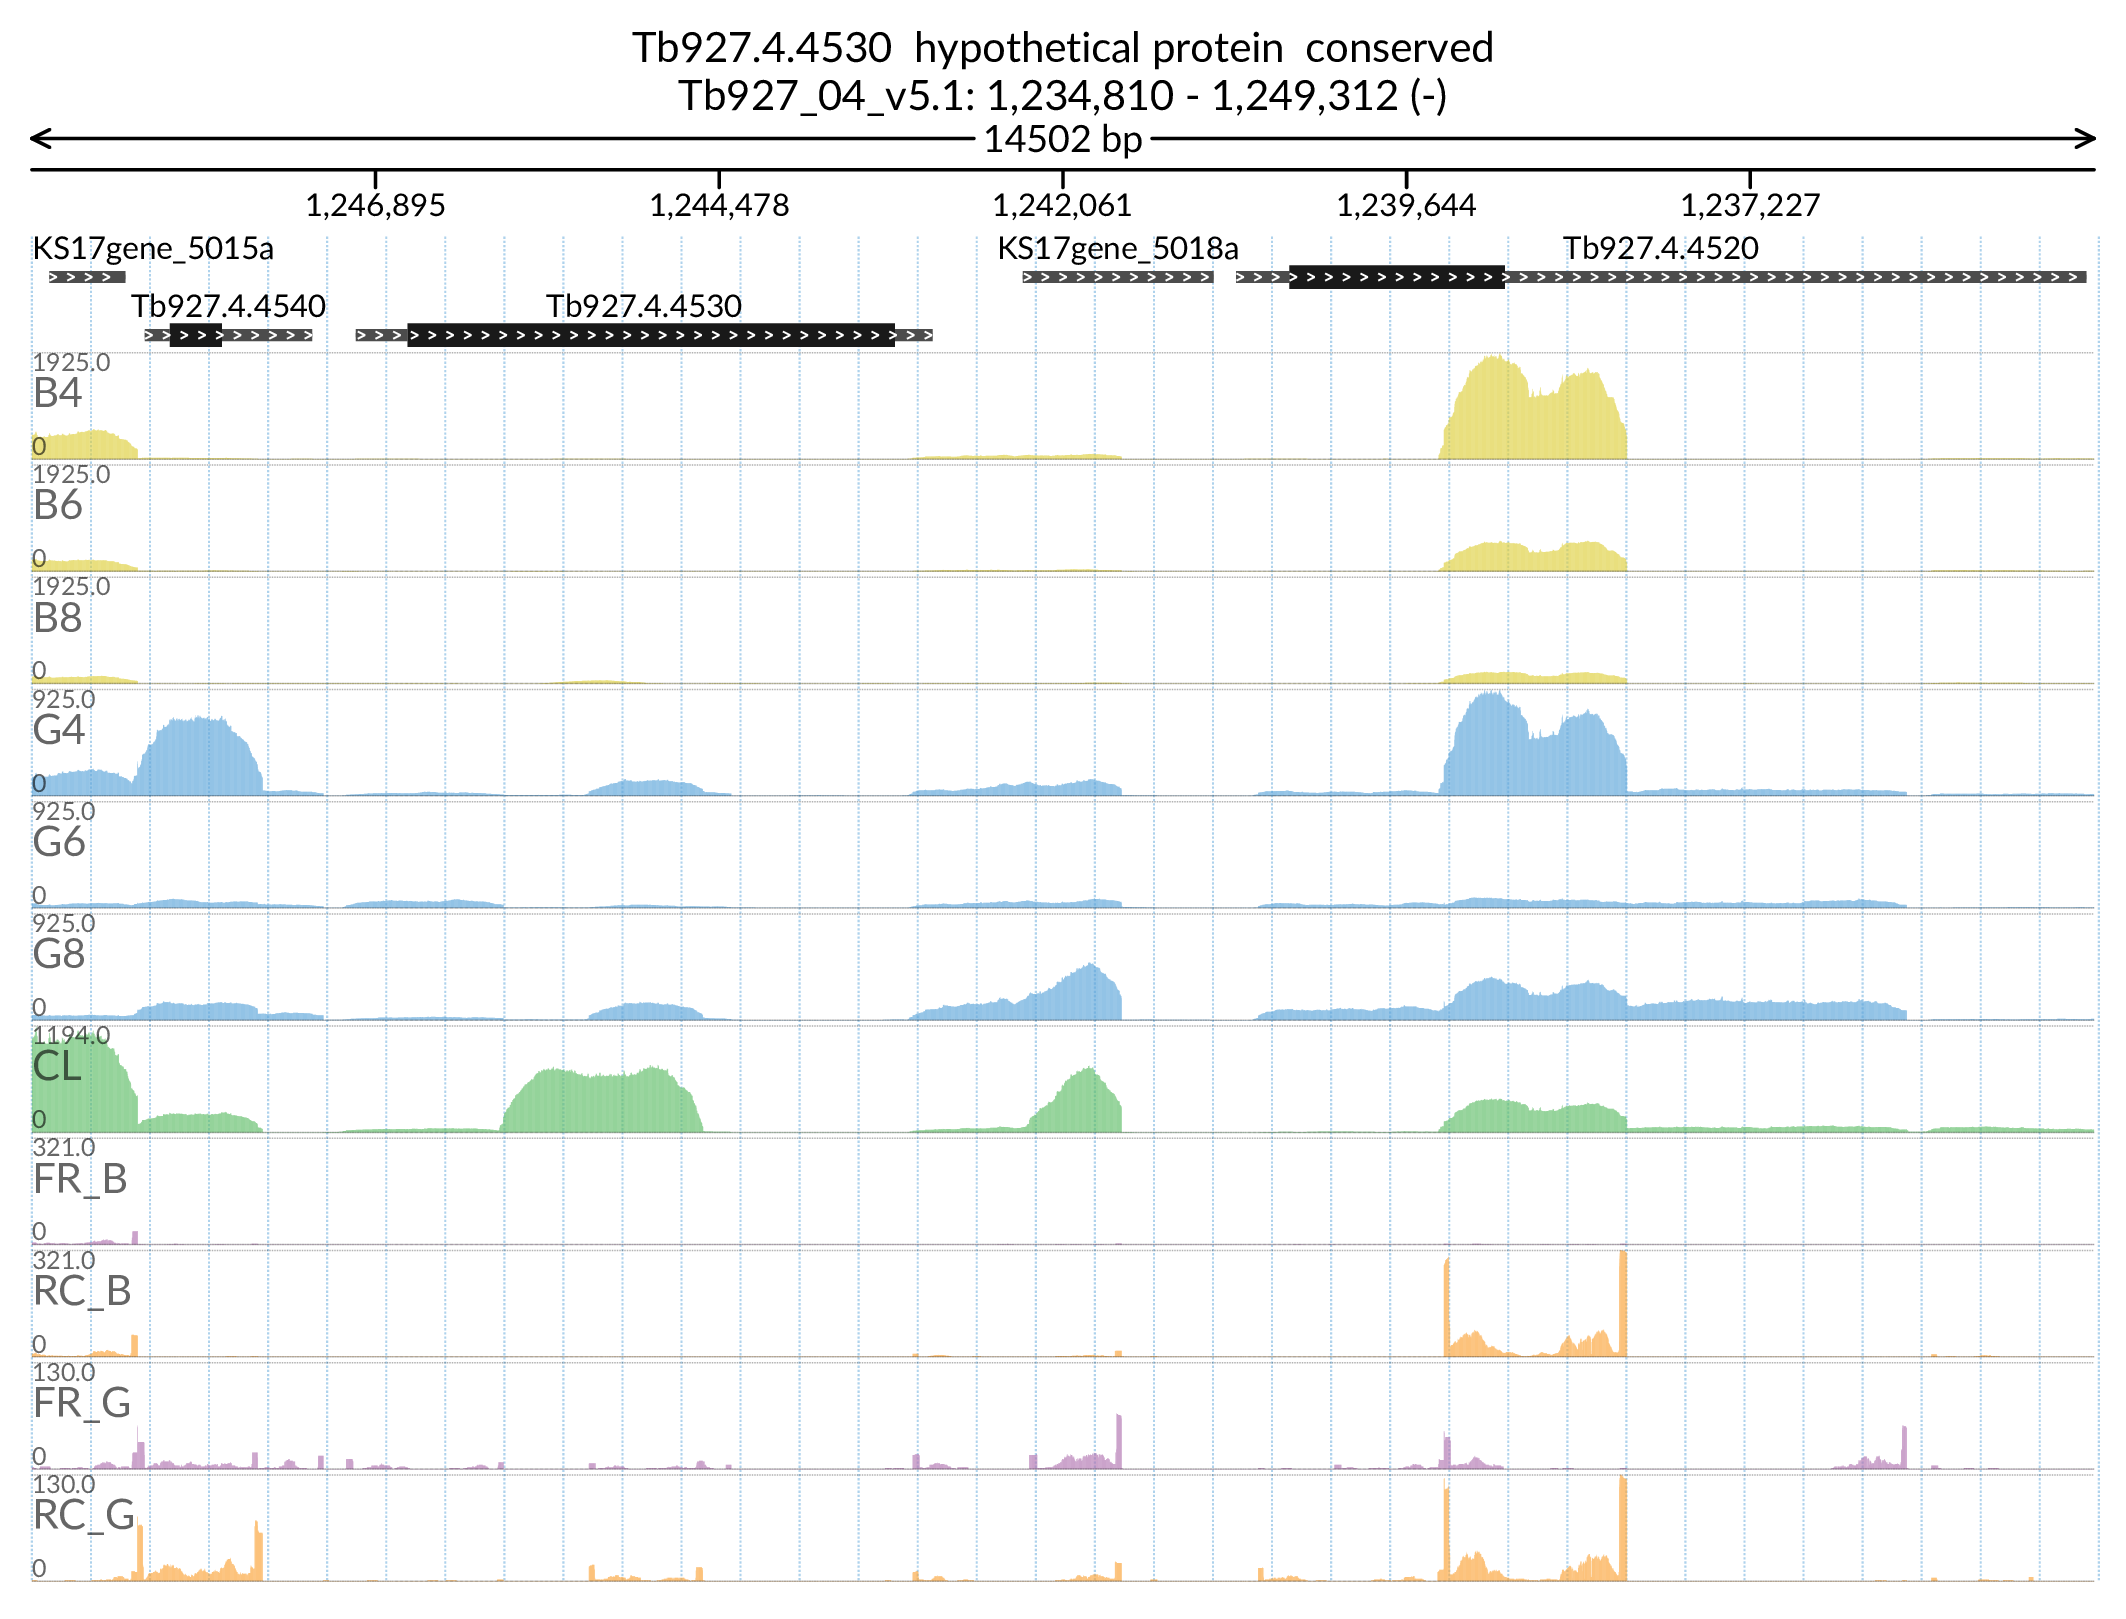 Tb927.4.4530  hypothetical protein  conserved
Tb927_04_v5.1: 1,234,810 - 1,249,312 (-)
14502 bp
1,246,895 1,244,478 1,242,061 1,239,644 1,237,227
KS17gene_5015a KS17gene_5018a Tb927.4.4520
Tb927.4.4540 Tb927.4.4530
1925.0
B4
0
1925.0
B6
0
1925.0
B8
0
925.0
G4
0
925.0
G6
0
925.0
G8
0
1194.0
CL
0
321.0
FR_B
0
321.0
RC_B
0
130.0
FR_G
0
130.0
RC_G
0